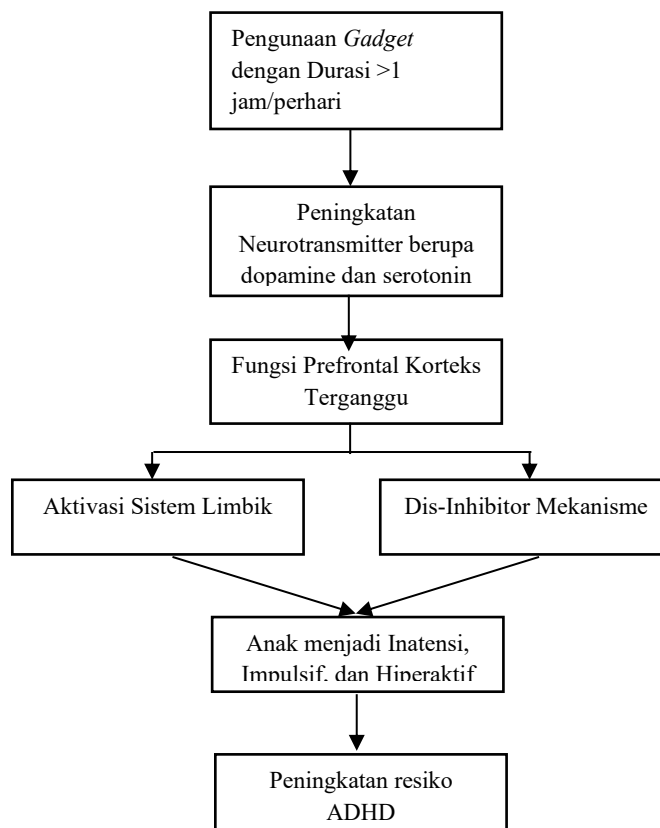 Pengunaan Gadget
dengan Durasi >1
jam/perhari
Peningkatan
Neurotransmitter berupa
dopamine dan serotonin
Fungsi Prefrontal Korteks
Terganggu
Aktivasi Sistem Limbik
Dis-Inhibitor Mekanisme
Anak menjadi Inatensi,
Impulsif, dan Hiperaktif
Peningkatan resiko
ADHD